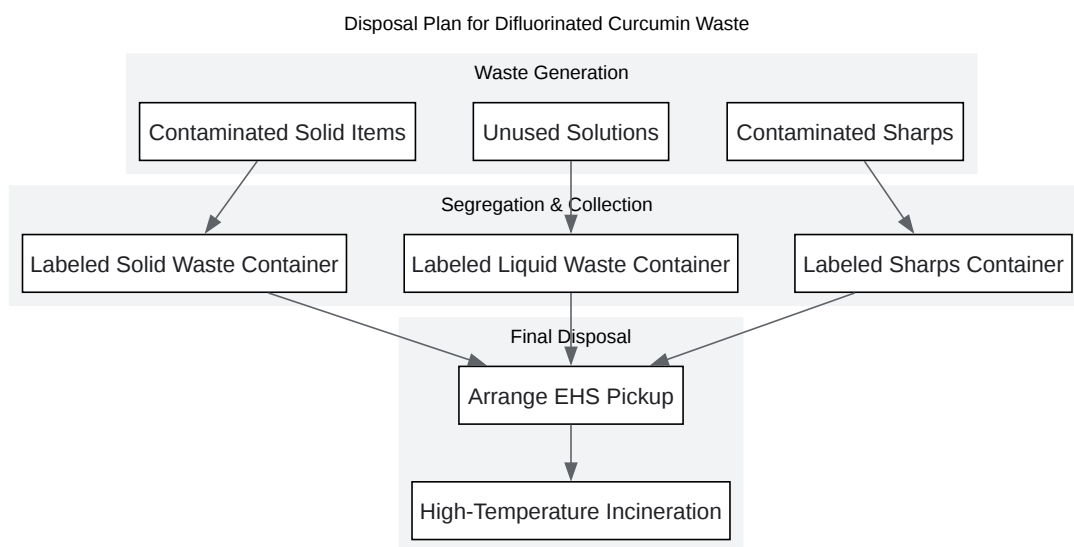 Disposal Plan for Difluorinated Curcumin Waste
Waste Generation
Contaminated Solid Items
Unused Solutions
Contaminated Sharps
Segregation & Collection
Labeled Solid Waste Container
Labeled Liquid Waste Container
Labeled Sharps Container
Final Disposal
Arrange EHS Pickup
High-Temperature Incineration